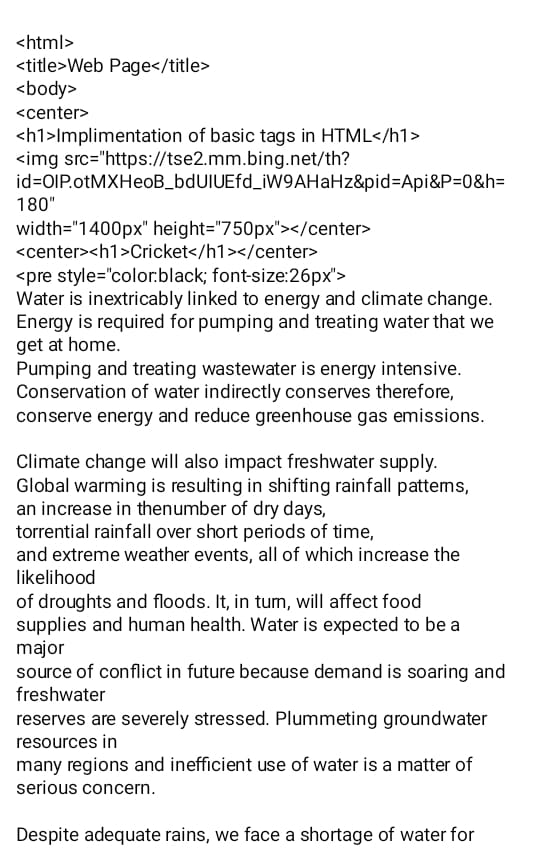 <html>
<title>Web Page</title>
<body>
<center>
<h1>Implimentation of basic tags in HTML</h1>
<img src="https://tse2.mm.bing.net/th?
id=OIP.otMXHeoB_bdUIUEfd_iW9AHaHz&pid=Api&P=0&h=
180"
width="1400px" height="750px"></center>
<center><h1>Cricket</h1></center>
<pre style="color:black; font-size:26px">
Water is inextricably linked to energy and climate change.
Energy is required for pumping and treating water that we
get at home.
Pumping and treating wastewater is energy intensive.
Conservation of water indirectly conserves therefore,
conserve energy and reduce greenhouse gas emissions.

Climate change will also impact freshwater supply.
Global warming is resulting in shifting rainfall patterns,
an increase in thenumber of dry days,
torrential rainfall over short periods of time,
and extreme weather events, all of which increase the
likelihood
of droughts and floods. It, in turn, will affect food
supplies and human health. Water is expected to be a
major
source of conflict in future because demand is soaring and
freshwater
reserves are severely stressed. Plummeting groundwater
resources in
many regions and inefficient use of water is a matter of
serious concern.

Despite adequate rains, we face a shortage of water for